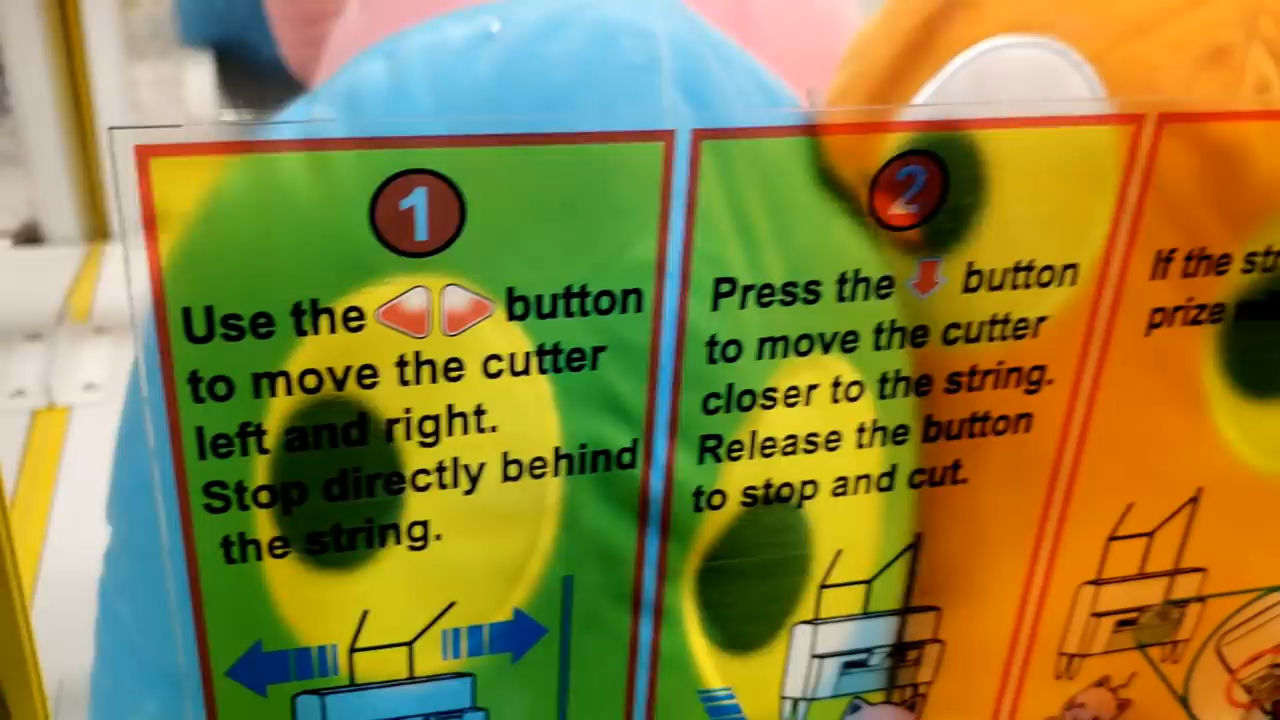 1
Use the button
to move the cutter
left and right.
Stop directly behind
the string.
2
Press the button
to move the cutter
closer to the string.
Release the button
to stop and cut.
If the
prize